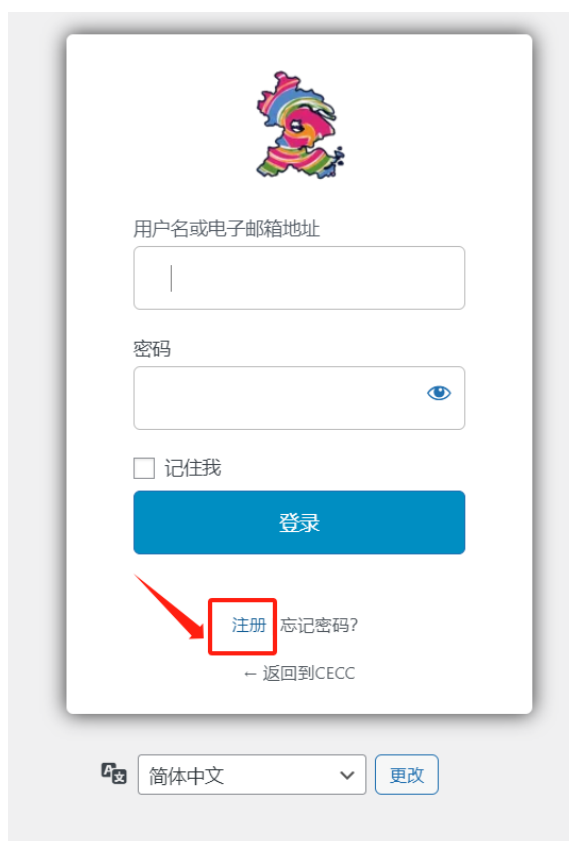 用户名或电子邮箱地址
密码
记住我
登录
注册 忘记密码?
← 返回到CECC
简体中文 更改